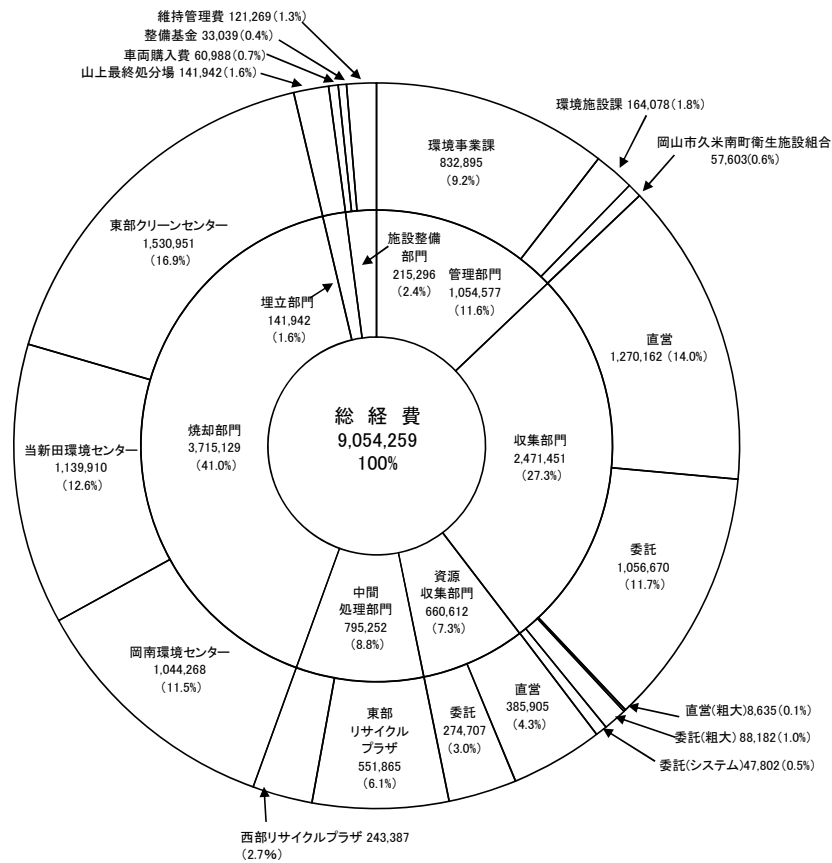 維持管理費 121,269(1.3%)
整備基金 33,039(0.4%)
車両購入費 60,988(0.7%)
山上最終処分場 141,942(1.6%)
環境事業課
832,895
(9.2%)
環境施設課 164,078(1.8%)
岡山市久米南町衛生施設組合
57,603(0.6%)
東部クリーンセンター
1,530,951
(16.9%)
施設整備
部門
215,296
(2.4%)
管理部門
1,054,577
(11.6%)
埋立部門
141,942
(1.6%)
直営
1,270,162 (14.0%)
総 経 費
9,054,259
100%
焼却部門
3,715,129
(41.0%)
収集部門
2,471,451
(27.3%)
当新田環境センター
1,139,910
(12.6%)
委託
1,056,670
(11.7%)
資源
収集部門
660,612
(7.3%)
中間
処理部門
795,252
(8.8%)
岡南環境センター
1,044,268
(11.5%)
直営
385,905
(4.3%)
委託
274,707
(3.0%)
東部
リサイクル
プラザ
551,865
(6.1%)
直営(粗大)8,635(0.1%)
委託(粗大) 88,182(1.0%)
委託(システム)47,802(0.5%)
西部リサイクルプラザ 243,387
(2.7%)